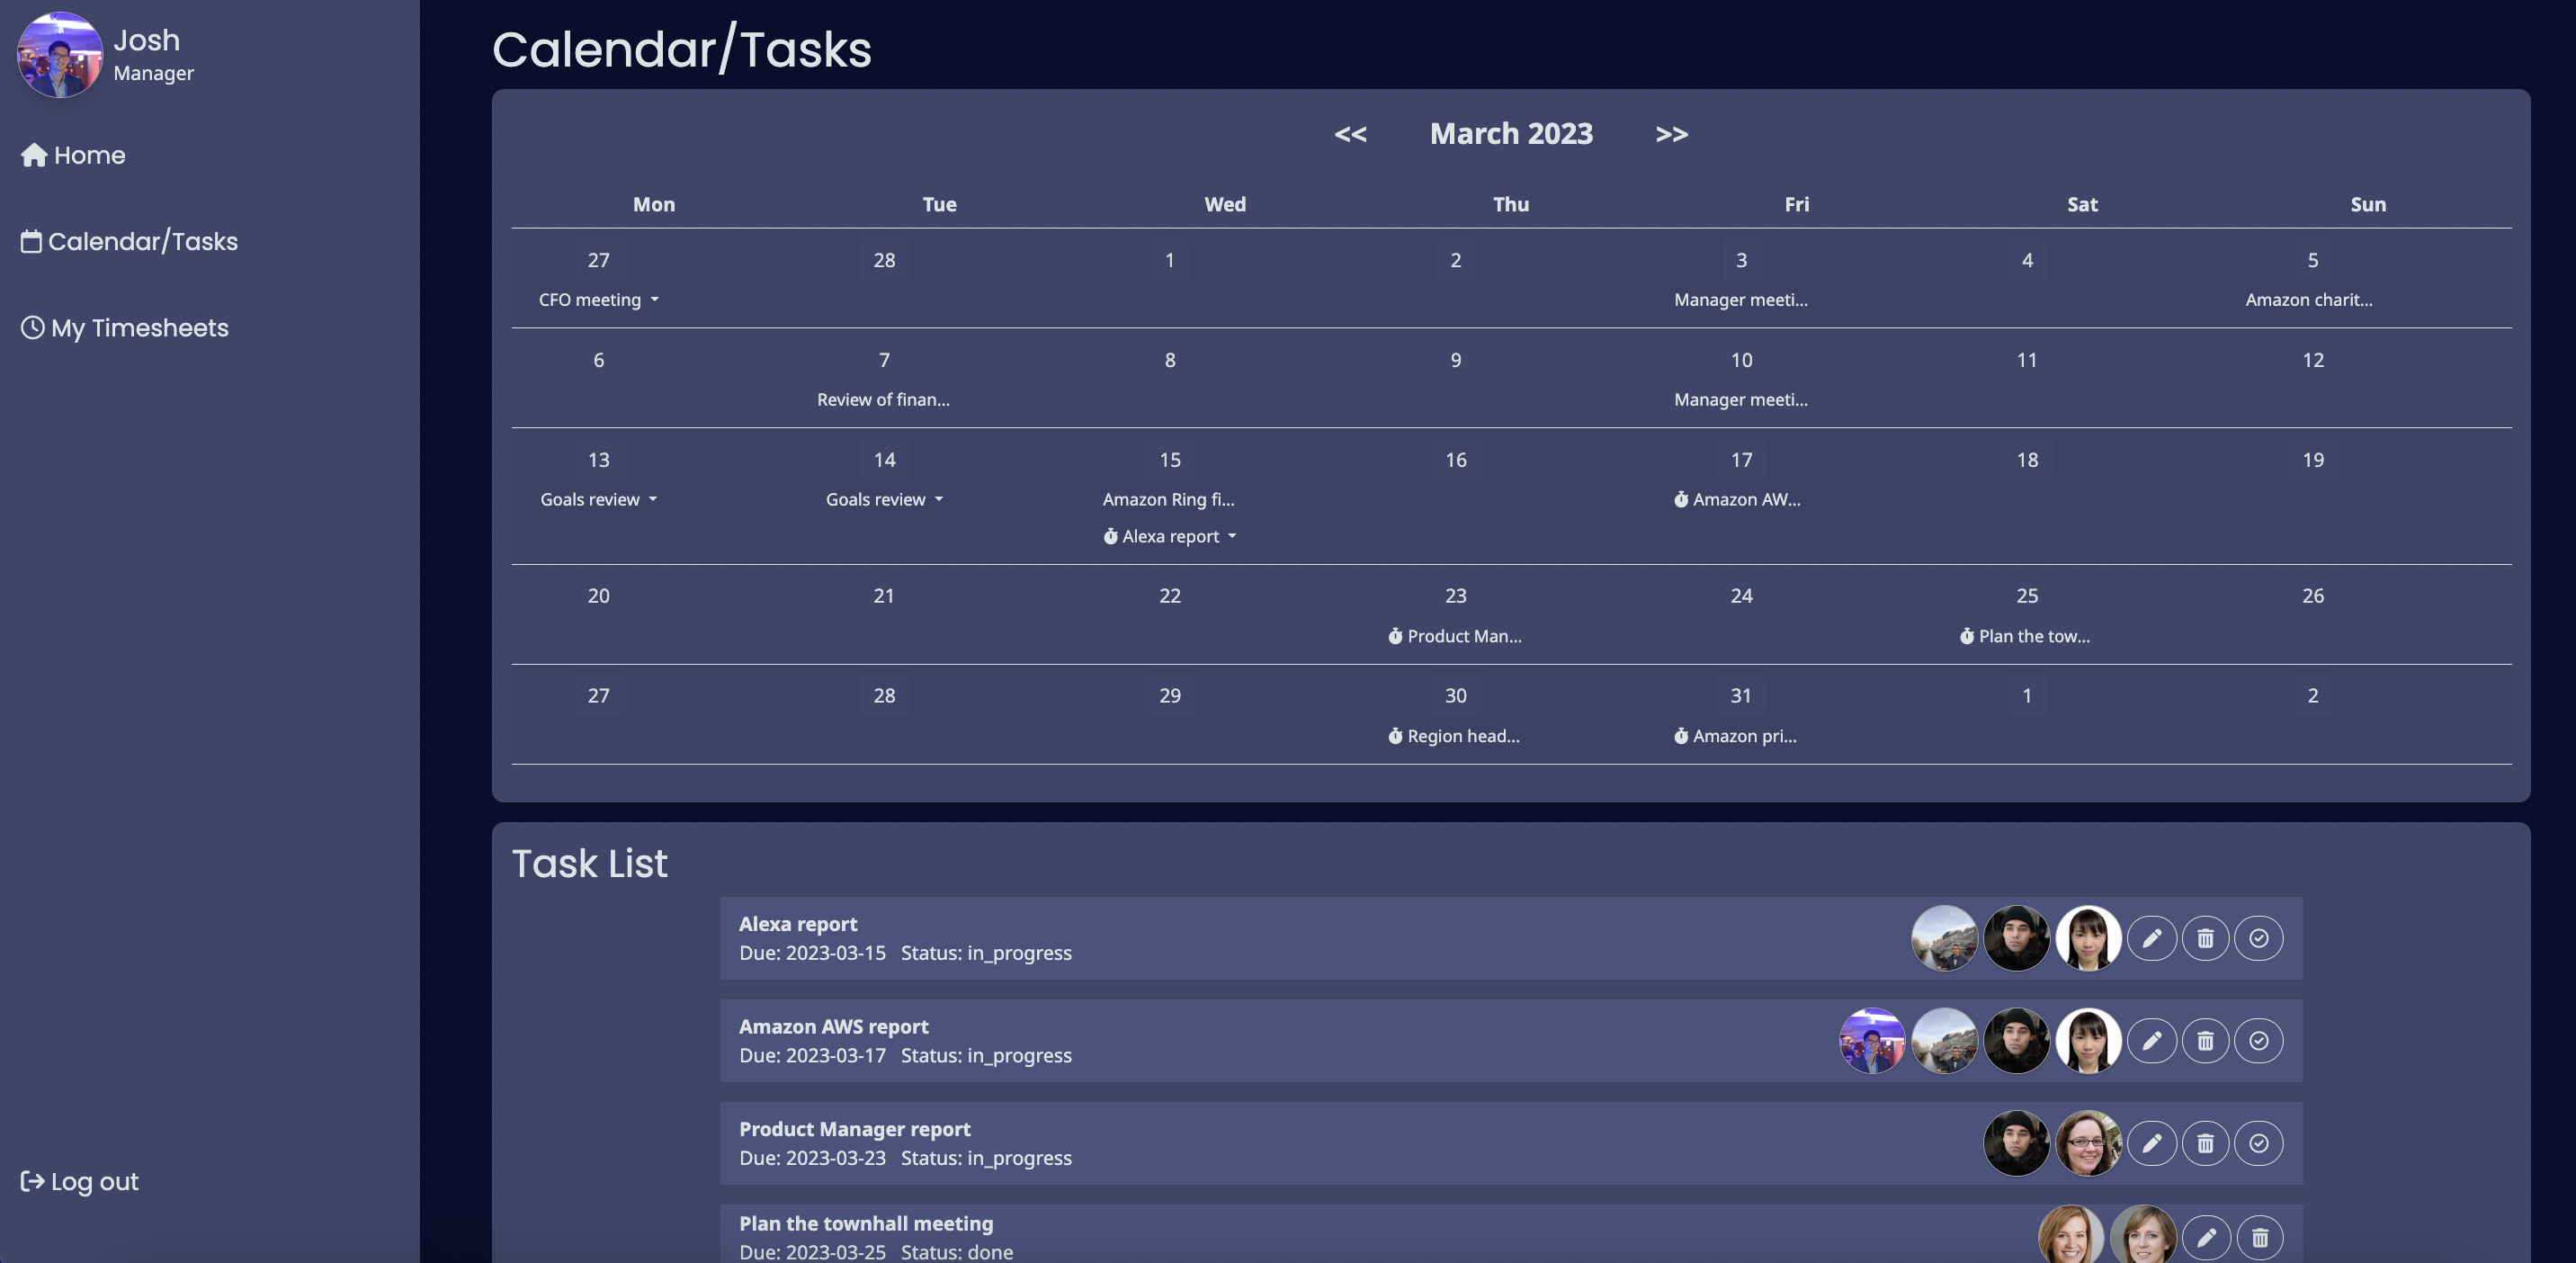 Josh
Manager
Home
Calendar/Tasks
My Timesheets
Log out
Calendar/Tasks
<< March 2023 >>
Mon Tue Wed Thu Fri Sat Sun
27 28 1 2 3 4 5
CFO meeting Manager meeti... Amazon charit...
6 7 8 9 10 11 12
Review of finan... Manager meeti...
13 14 15 16 17 18 19
Goals review Goals review Amazon Ring fi... Amazon AW...
Alexa report
20 21 22 23 24 25 26
Product Man... Plan the tow...
27 28 29 30 31 1 2
Region head... Amazon pri...
Task List
Alexa report
Due: 2023-03-15 Status: in_progress
Amazon AWS report
Due: 2023-03-17 Status: in_progress
Product Manager report
Due: 2023-03-23 Status: in_progress
Plan the townhall meeting
Due: 2023-03-25 Status: done